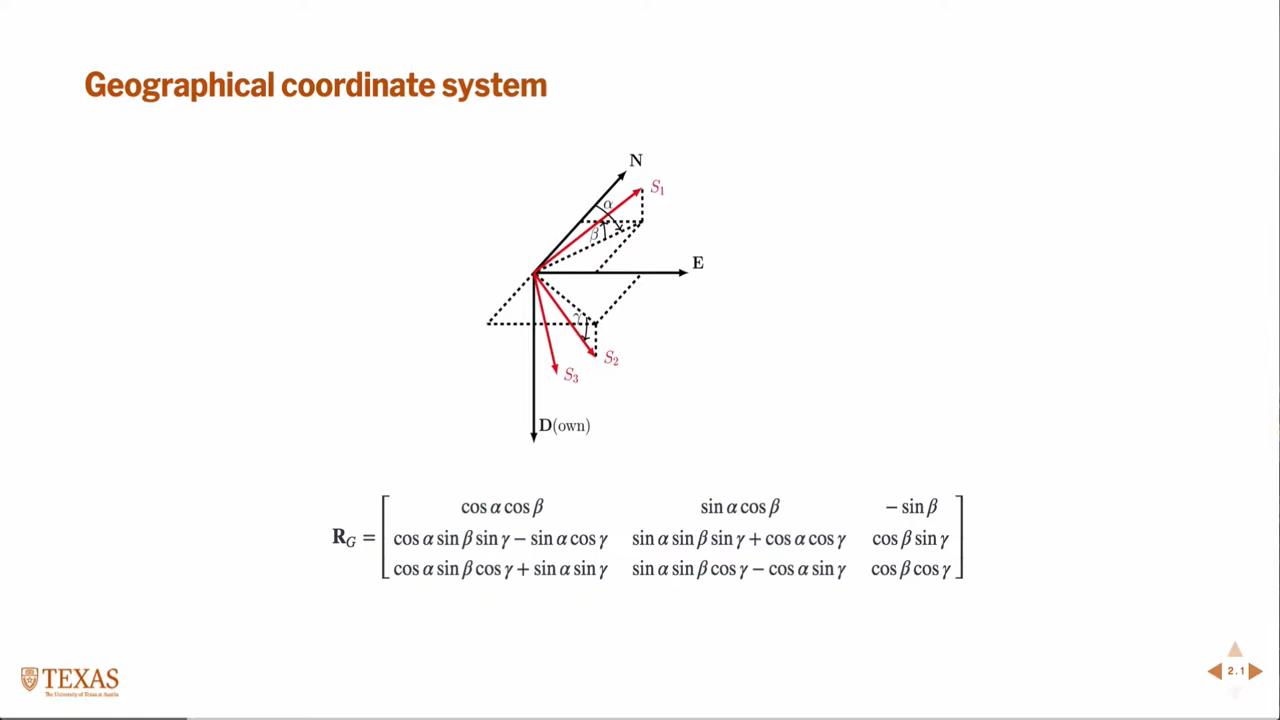 Geographical coordinate system
N
S₁
α
β
E
γ
S₂
S₃
D(own)
R_G = [ cos α cos β   sin α cos β   − sin β
cos α sin β sin γ − sin α cos γ   sin α sin β sin γ + cos α cos γ   cos β sin γ
cos α sin β cos γ + sin α sin γ   sin α sin β cos γ − cos α sin γ   cos β cos γ ]
TEXAS
The University of Texas at Austin
2.1